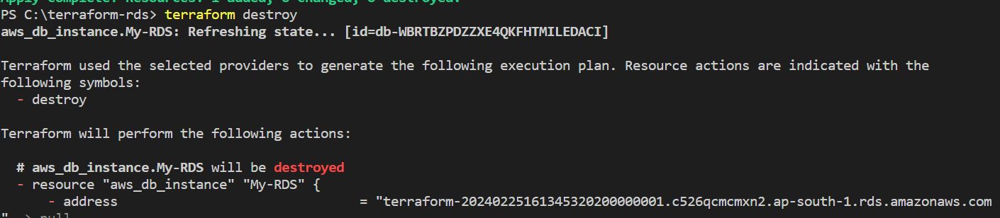 Apply complete! Resources: 1 added, 0 changed, 0 destroyed.
PS C:\terraform-rds> terraform destroy
aws_db_instance.My-RDS: Refreshing state... [id=db-WBRTBZPDZZXE4QKFHTMILEDACI]
Terraform used the selected providers to generate the following execution plan. Resource actions are indicated with the
following symbols:
- destroy
Terraform will perform the following actions:
# aws_db_instance.My-RDS will be destroyed
- resource "aws_db_instance" "My-RDS" {
- address = "terraform-20240225161345320200000001.c526qcmcmxn2.ap-south-1.rds.amazonaws.com
" -> null